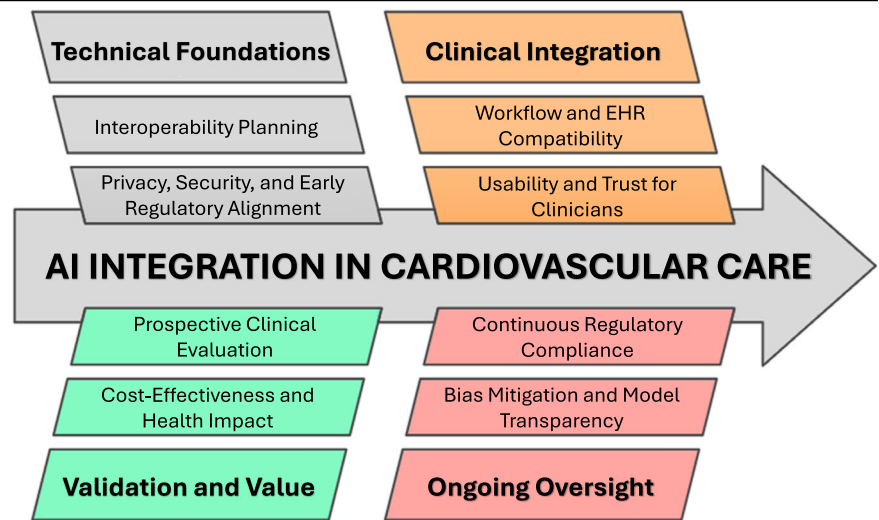 Technical Foundations
Interoperability Planning
Privacy, Security, and Early
Regulatory Alignment
Clinical Integration
Workflow and EHR
Compatibility
Usability and Trust for
Clinicians
AI INTEGRATION IN CARDIOVASCULAR CARE
Prospective Clinical
Evaluation
Cost-Effectiveness and
Health Impact
Validation and Value
Continuous Regulatory
Compliance
Bias Mitigation and Model
Transparency
Ongoing Oversight